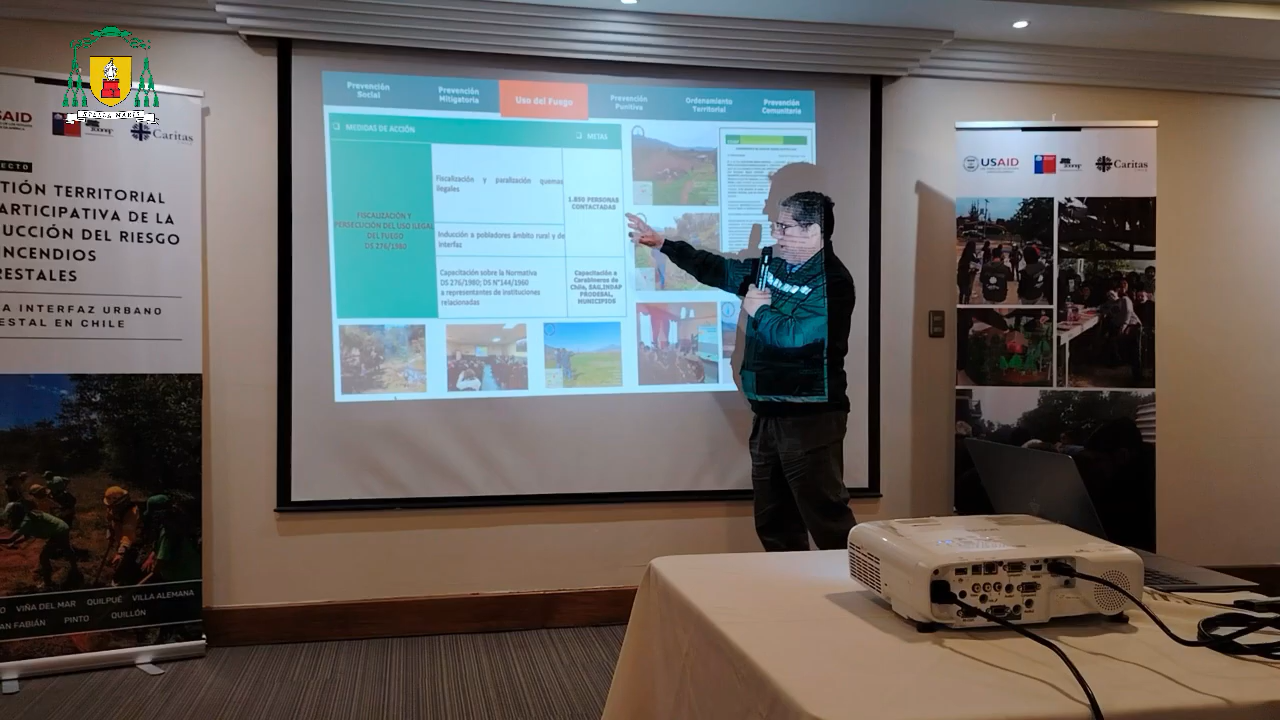 USAID
Caritas
ECTO
TIÓN TERRITORIAL
ARTICIPATIVA DE LA
UCCIÓN DEL RIESGO
INCENDIOS
RESTALES
A INTERFAZ URBANO
ESTAL EN CHILE
O VIÑA DEL MAR QUILPUÉ VILLA ALEMANA
AN FABIÁN PINTO QUILLÓN
Prevención
Social
Prevención
Mitigatoria
Uso del Fuego
Prevención
Punitiva
Ordenamiento
Territorial
Prevención
Comunitaria
MEDIDAS DE ACCIÓN
METAS
FISCALIZACIÓN Y
PERSECUCIÓN DEL USO ILEGAL
DEL FUEGO
DS 276/1980
Fiscalización y paralización quemas
ilegales
1.850 PERSONAS
CONTACTADAS
Inducción a pobladores ámbito rural y de
interfaz
Capacitación sobre la Normativa
DS 276/1980; DS N°144/1960
a representantes de instituciones
relacionadas
Capacitación a
Carabineros de
Chile, SAG, INDAP
PRODESAL,
MUNICIPIOS
USAID
Caritas